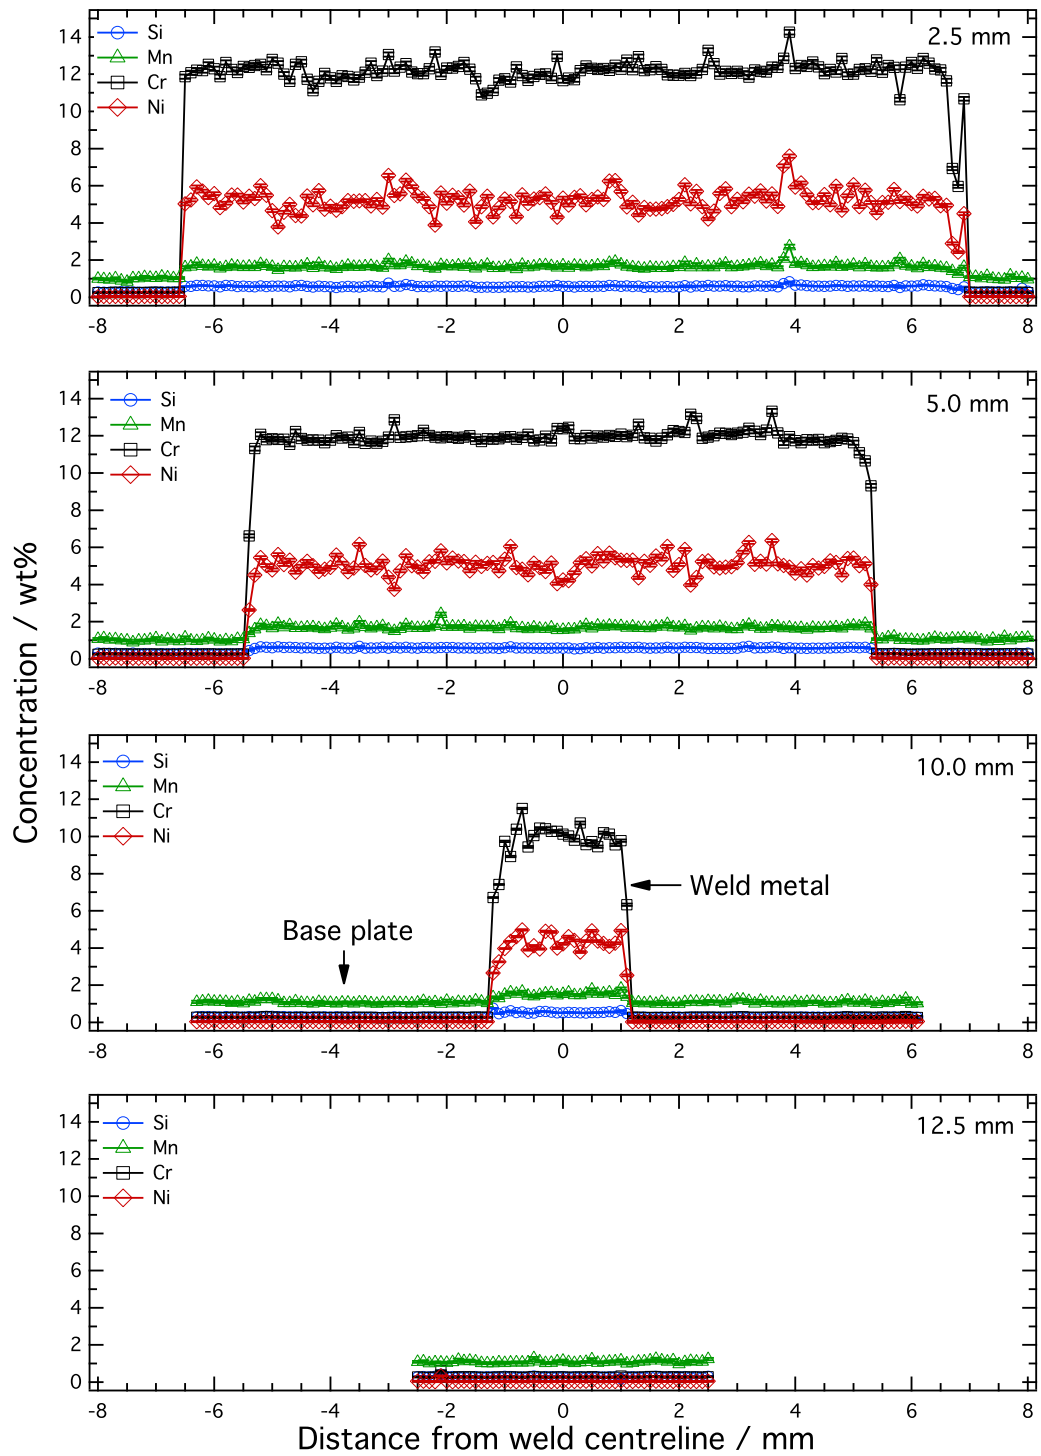 2.5 mm
Si
Mn
Cr
Ni
14
12
10
8
6
4
2
0
-8 -6 -4 -2 0 2 4 6 8
5.0 mm
Si
Mn
Cr
Ni
14
12
10
8
6
4
2
0
-8 -6 -4 -2 0 2 4 6 8
Concentration / wt%
10.0 mm
Si
Mn
Cr
Ni
14
12
10
8
6
4
2
0
Weld metal
Base plate
-8 -6 -4 -2 0 2 4 6 8
12.5 mm
Si
Mn
Cr
Ni
14
12
10
8
6
4
2
0
-8 -6 -4 -2 0 2 4 6 8
Distance from weld centreline / mm